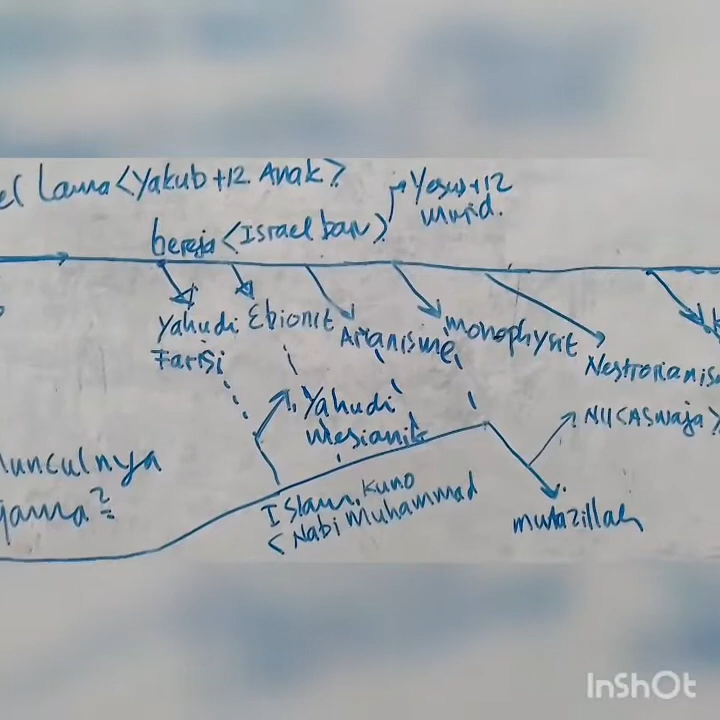 el Lama <Yakub +12. Anak>
Yesus +12
Murid.
bereja <Israel baru>
Yahudi
Farisi
Ebionit
Arianisme
monophysit
Nestrorianis
Yahudi
Mesianik
NU <Aswaja>
Munculnya
gama?
Islam. Kuno
<Nabi Muhammad
mutazillah
InShOt